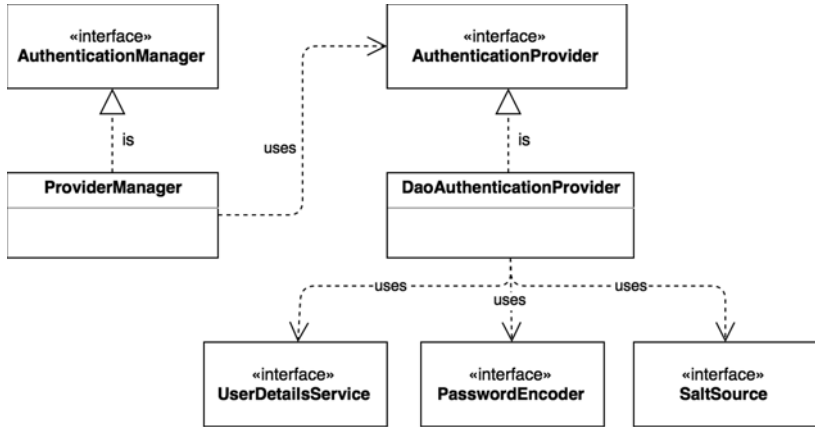 «interface»
AuthenticationManager
«interface»
AuthenticationProvider
is
uses
is
ProviderManager
DaoAuthenticationProvider
uses
uses
uses
«interface»
UserDetailsService
«interface»
PasswordEncoder
«interface»
SaltSource